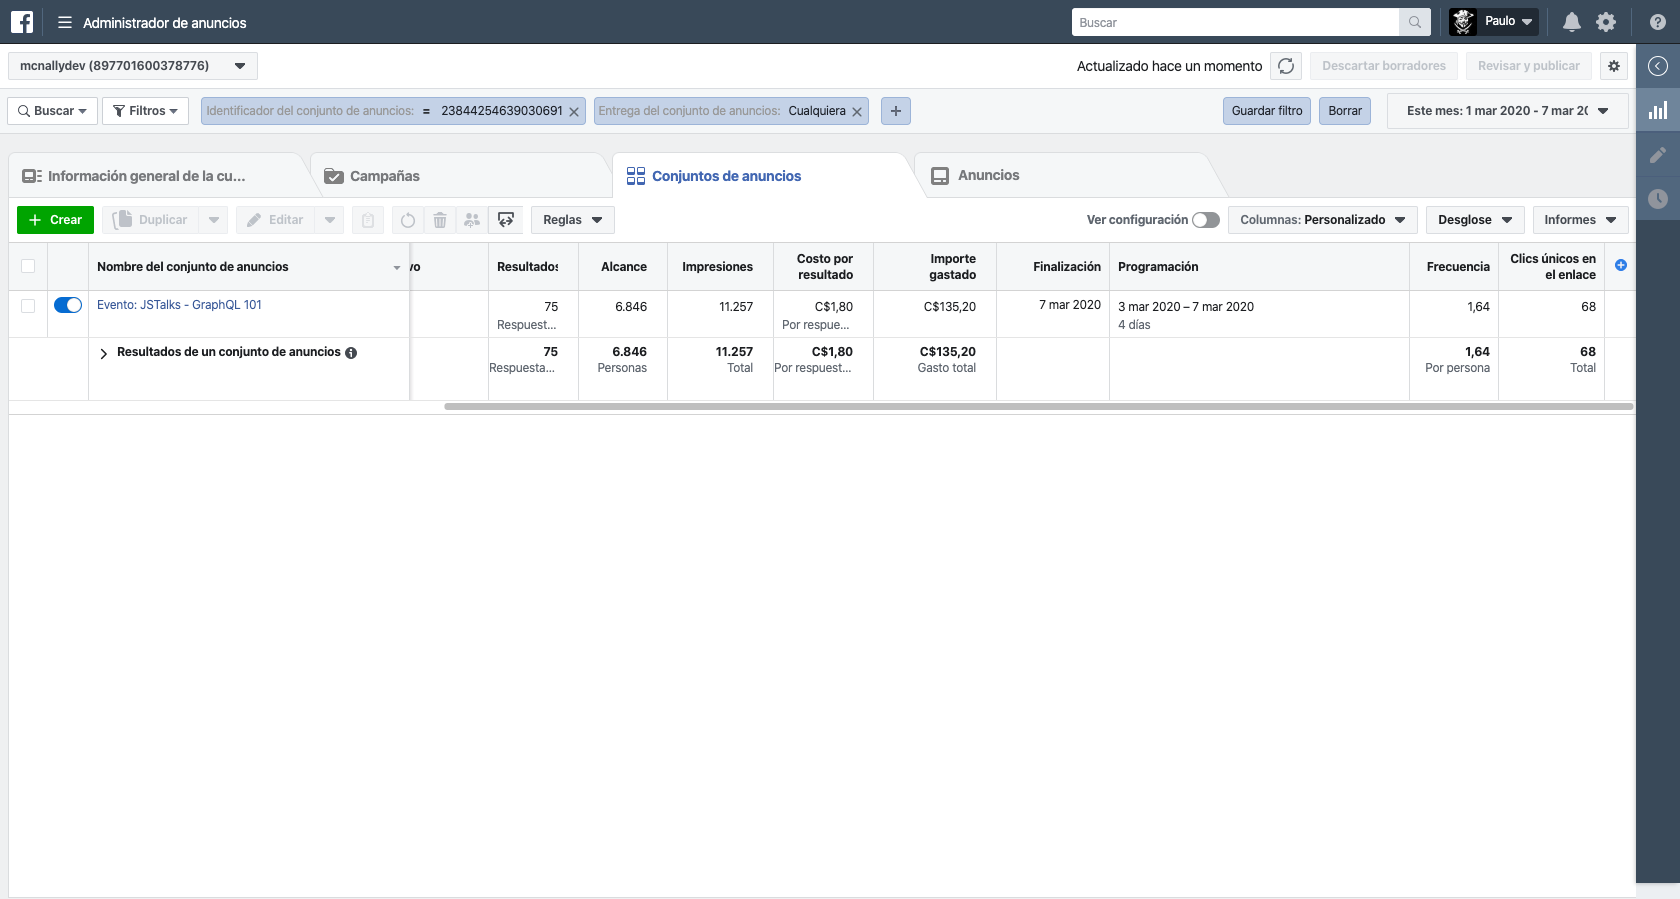 Administrador de anuncios
Buscar
Paulo
mcnallydev (897701600378776)
Actualizado hace un momento
Descartar borradores
Revisar y publicar
Buscar
Filtros
Identificador del conjunto de anuncios: = 23844254639030691
Entrega del conjunto de anuncios: Cualquiera
Guardar filtro
Borrar
Este mes: 1 mar 2020 - 7 mar 20
Información general de la cu...
Campañas
Conjuntos de anuncios
Anuncios
+ Crear
Duplicar
Editar
Reglas
Ver configuración
Columnas: Personalizado
Desglose
Informes
Nombre del conjunto de anuncios
vo
Resultados
Alcance
Impresiones
Costo por resultado
Importe gastado
Finalización
Programación
Frecuencia
Clics únicos en el enlace
Evento: JSTalks - GraphQL 101
75
Respuest...
6.846
11.257
C$1,80
Por respue...
C$135,20
7 mar 2020
3 mar 2020 – 7 mar 2020
4 días
1,64
68
Resultados de un conjunto de anuncios
75
Respuesta...
6.846
Personas
11.257
Total
C$1,80
Por respuest...
C$135,20
Gasto total
1,64
Por persona
68
Total